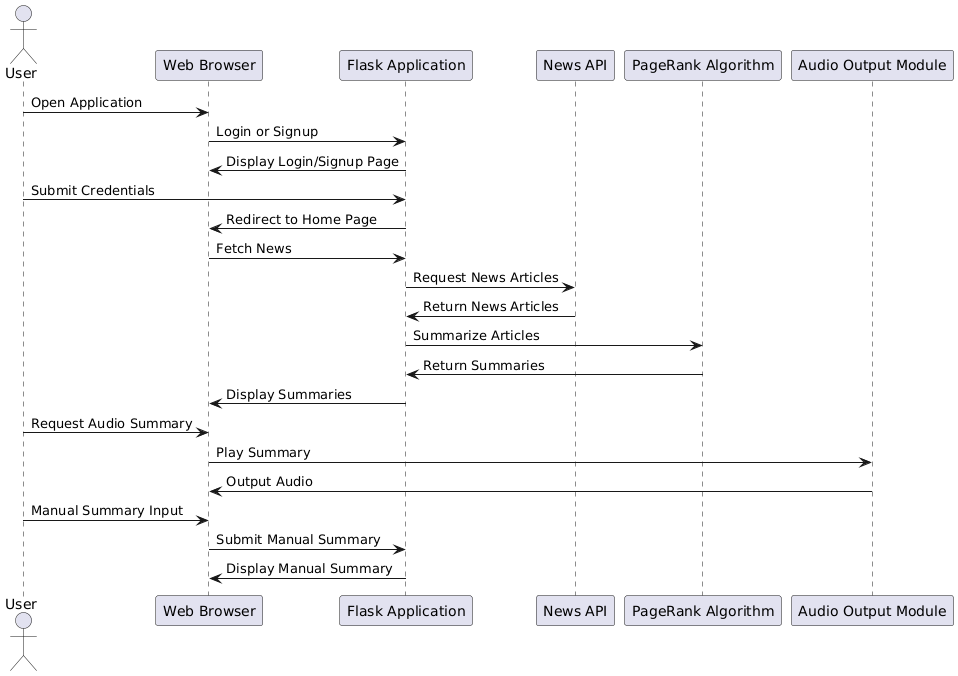 User
Web Browser
Flask Application
News API
PageRank Algorithm
Audio Output Module
Open Application
Login or Signup
Display Login/Signup Page
Submit Credentials
Redirect to Home Page
Fetch News
Request News Articles
Return News Articles
Summarize Articles
Return Summaries
Display Summaries
Request Audio Summary
Play Summary
Output Audio
Manual Summary Input
Submit Manual Summary
Display Manual Summary
User
Web Browser
Flask Application
News API
PageRank Algorithm
Audio Output Module